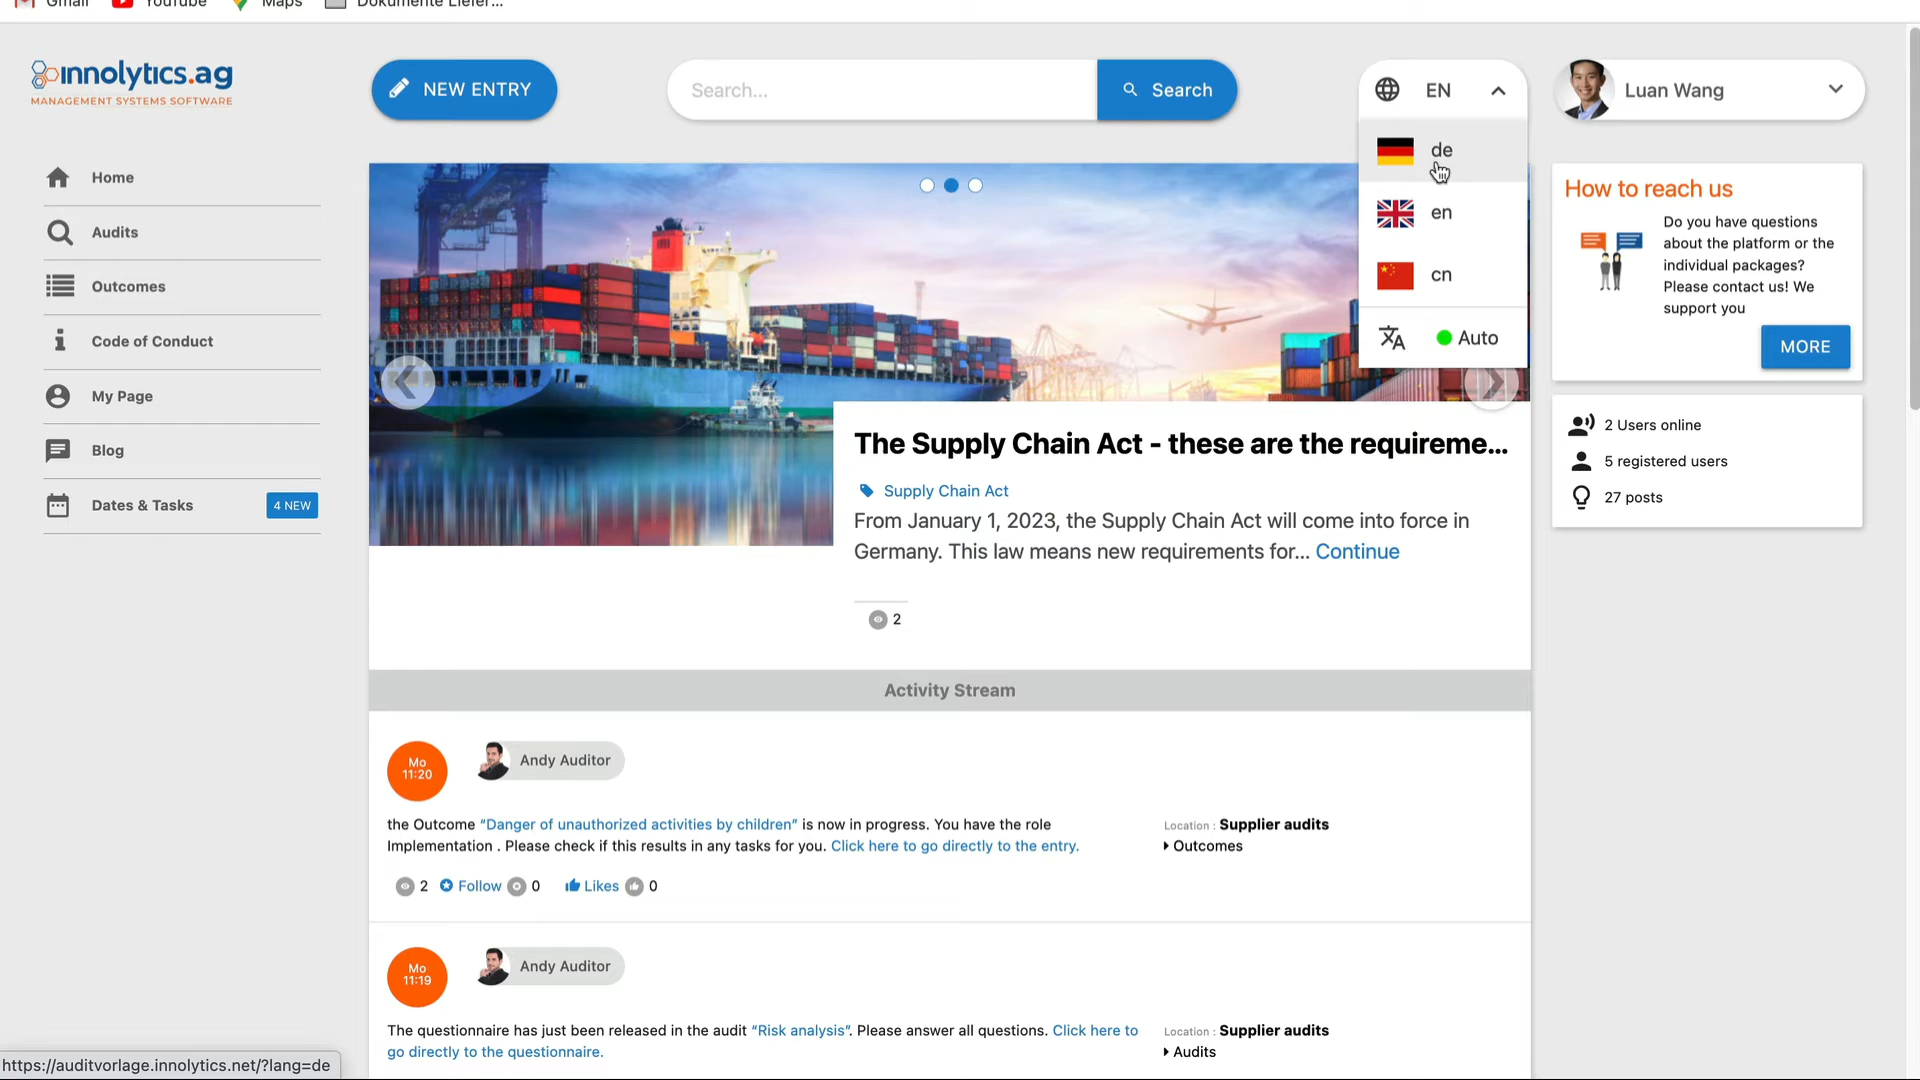 Gmail
YouTube
Maps
Dokumente Liefer...
innolytics.ag
MANAGEMENT SYSTEMS SOFTWARE
NEW ENTRY
Search...
Search
EN
Luan Wang
de
en
cn
Auto
Home
Audits
Outcomes
Code of Conduct
My Page
Blog
Dates & Tasks
4 NEW
The Supply Chain Act - these are the requireme...
Supply Chain Act
From January 1, 2023, the Supply Chain Act will come into force in
Germany. This law means new requirements for... Continue
2
How to reach us
Do you have questions
about the platform or the
individual packages?
Please contact us! We
support you
MORE
2 Users online
5 registered users
27 posts
Activity Stream
Mo
11:20
Andy Auditor
the Outcome “Danger of unauthorized activities by children” is now in progress. You have the role
Implementation . Please check if this results in any tasks for you. Click here to go directly to the entry.
Location : Supplier audits
Outcomes
2 Follow 0 Likes 0
Mo
11:19
Andy Auditor
The questionnaire has just been released in the audit “Risk analysis”. Please answer all questions. Click here to
go directly to the questionnaire.
Location : Supplier audits
Audits
https://auditvorlage.innolytics.net/?lang=de